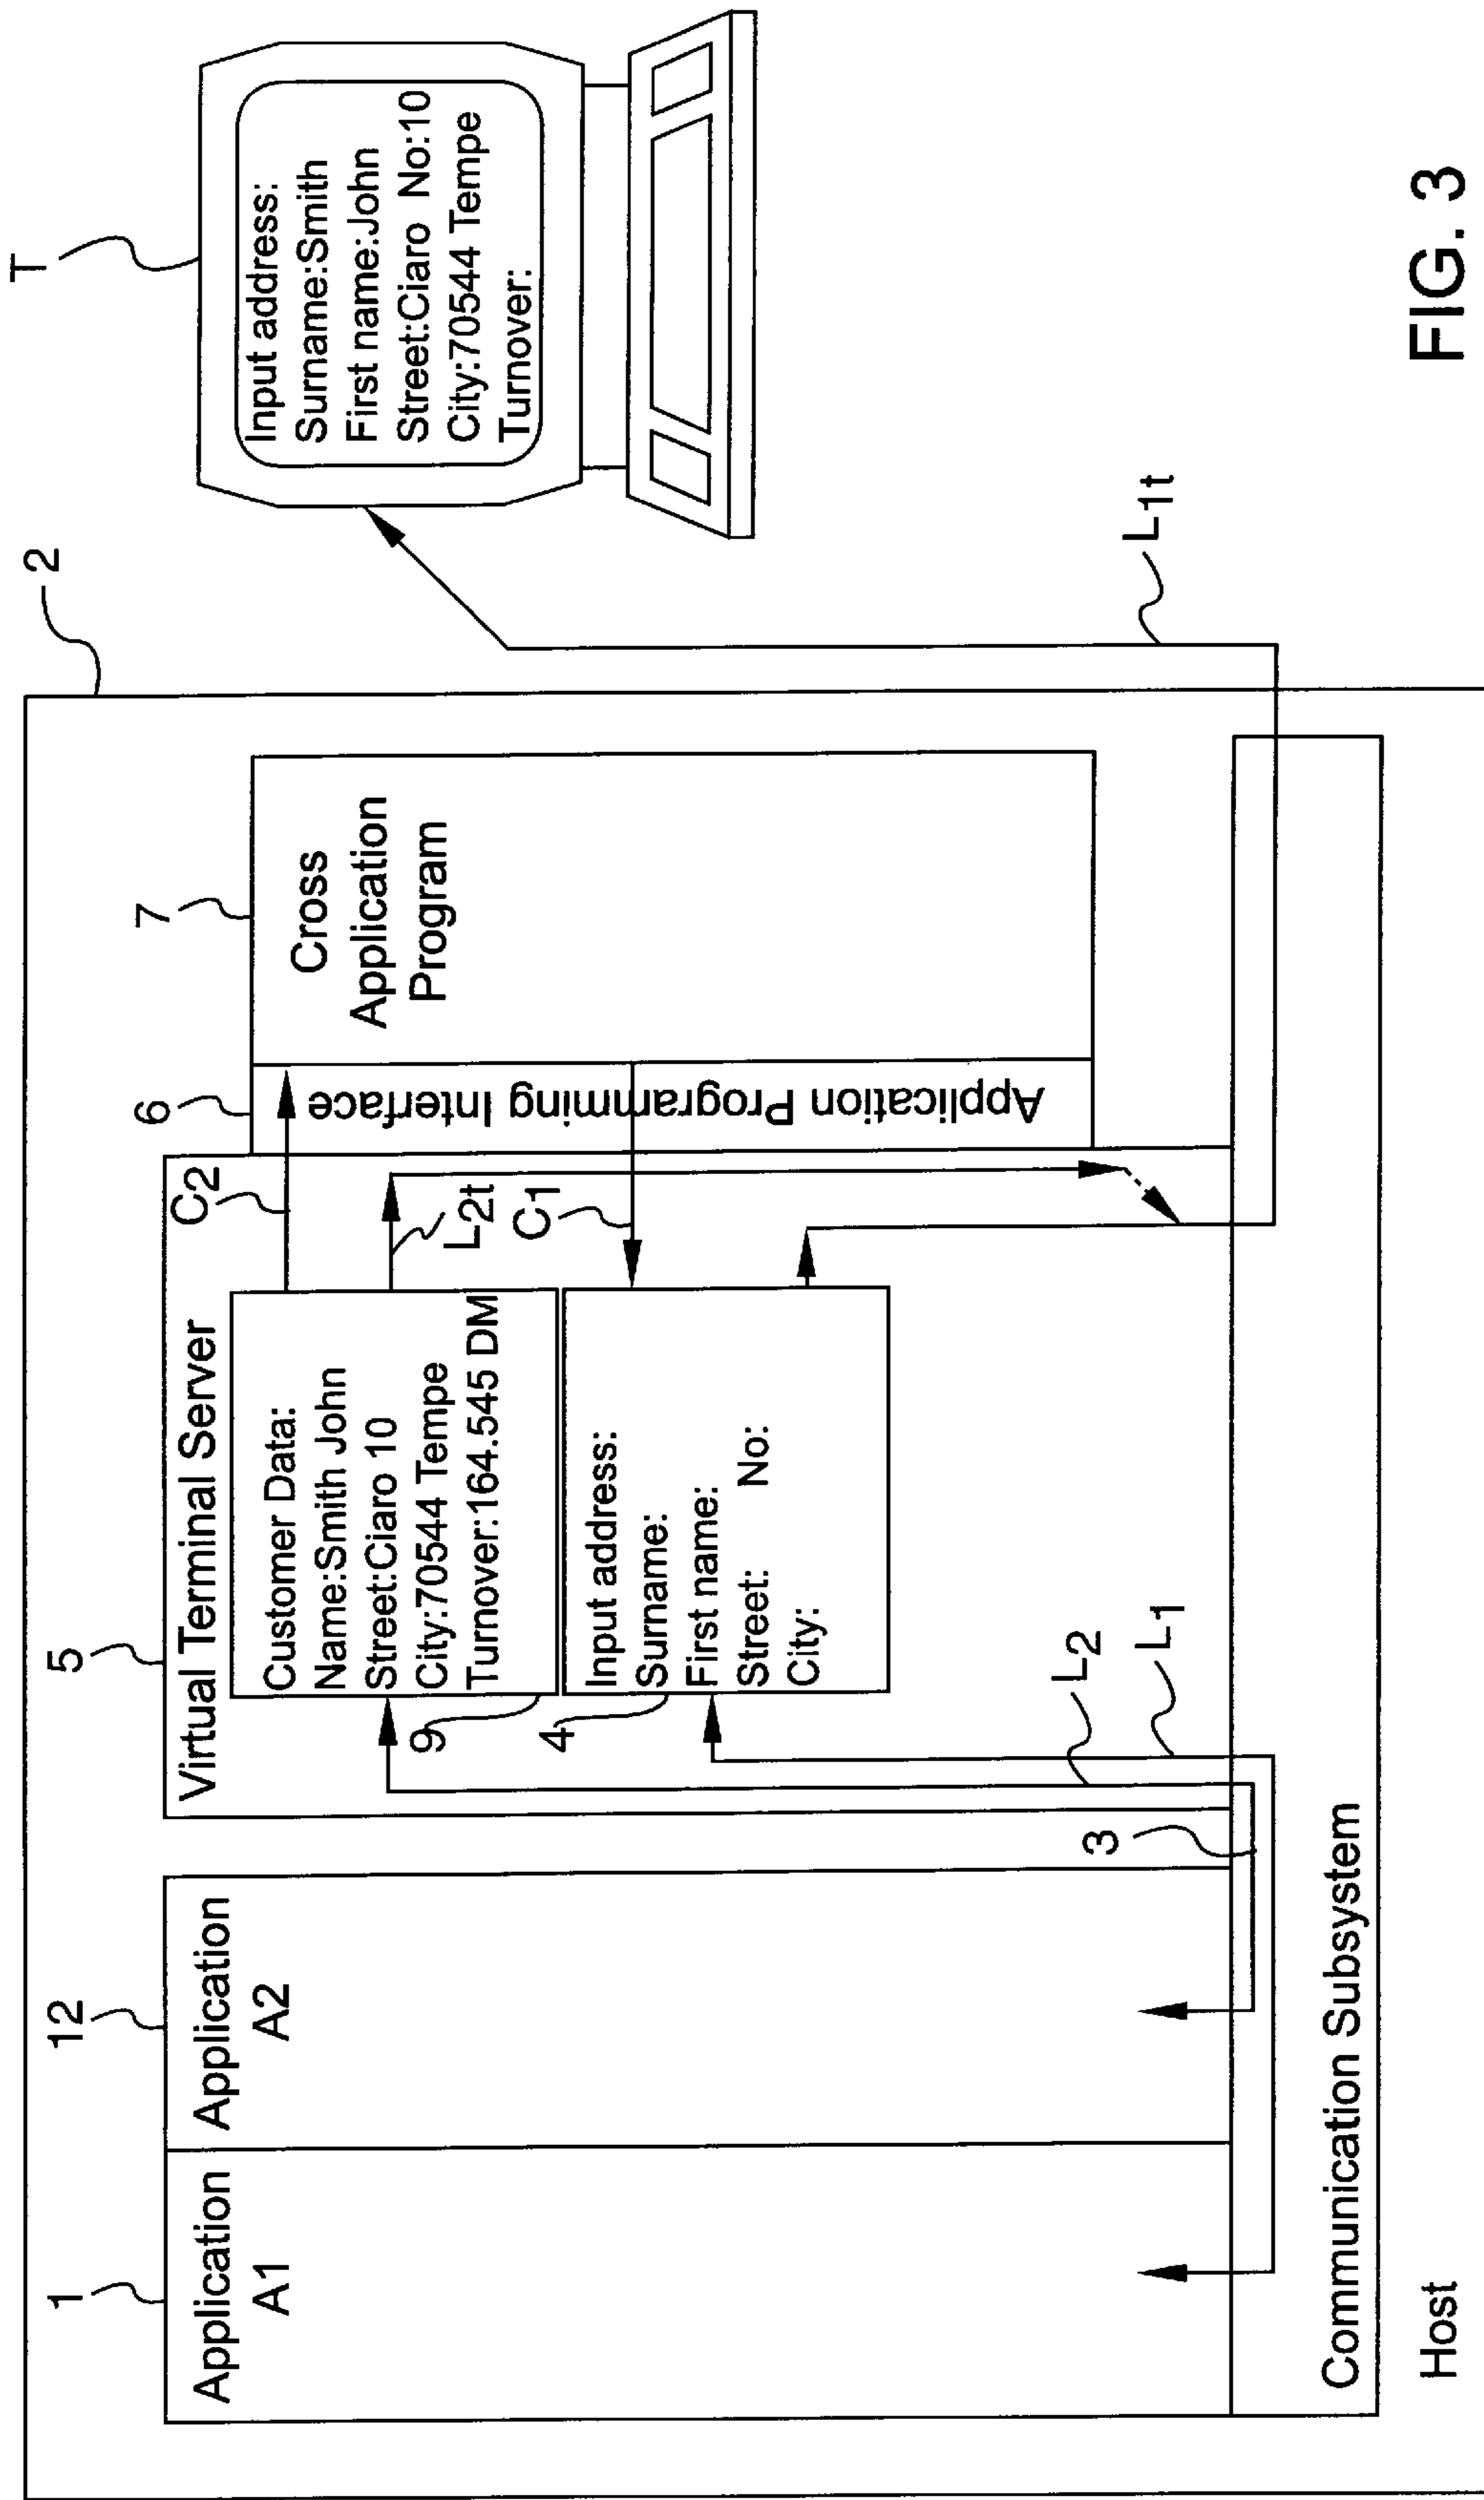 T
2
Input address:
Surname:Smith
First name:John
Street:Ciaro No:10
City:70544 Tempe
Turnover:
1
Application
A1
12
Application
A2
5
Virtual Terminal Server
Customer Data:
Name:Smith John
Street:Ciaro 10
City:70544 Tempe
Turnover:164.545 DM
9
4
Input address:
Surname:
First name:
Street: No:
City:
C2
L2t
C1
6
Application Programming Interface
7
Cross
Application
Program
3
L2
L1
L1t
Communication Subsystem
Host
FIG. 3